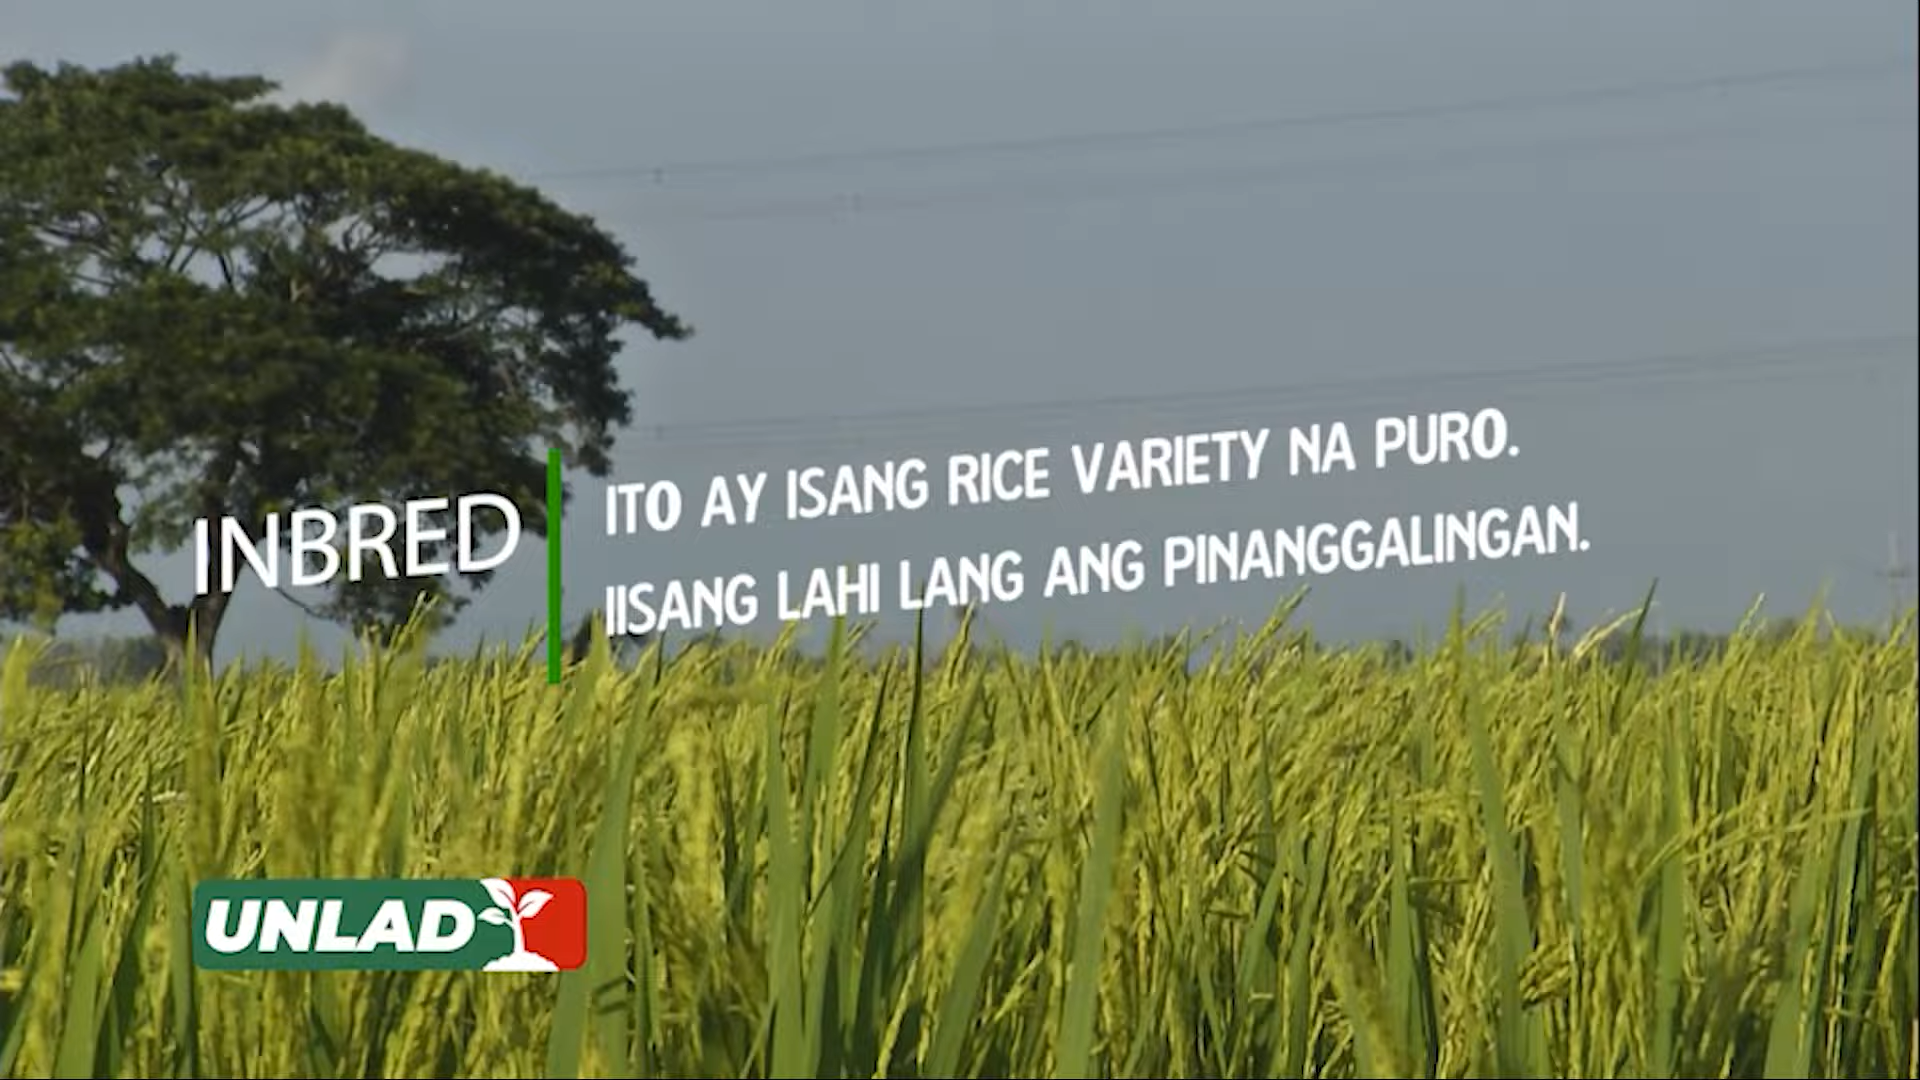 INBRED
ITO AY ISANG RICE VARIETY NA PURO.
IISANG LAHI LANG ANG PINANGGALINGAN.
UNLAD